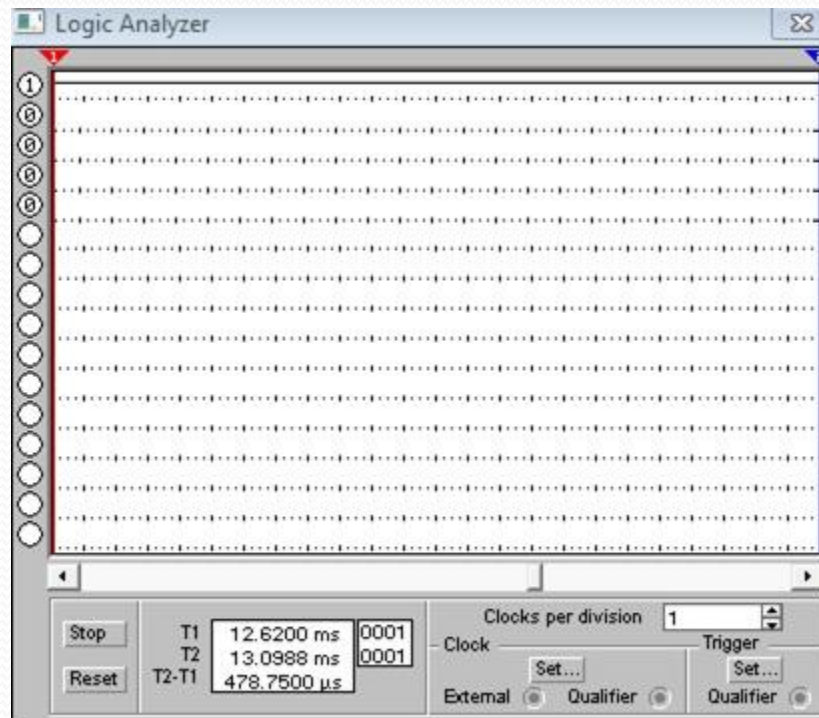 Logic Analyzer
1
1
0
0
0
0
Clocks per division 1
Stop
T1 12.6200 ms 0001
Clock
Trigger
T2 13.0988 ms 0001
Set...
Set...
Reset
T2-T1 478.7500 µs
External
Qualifier
Qualifier